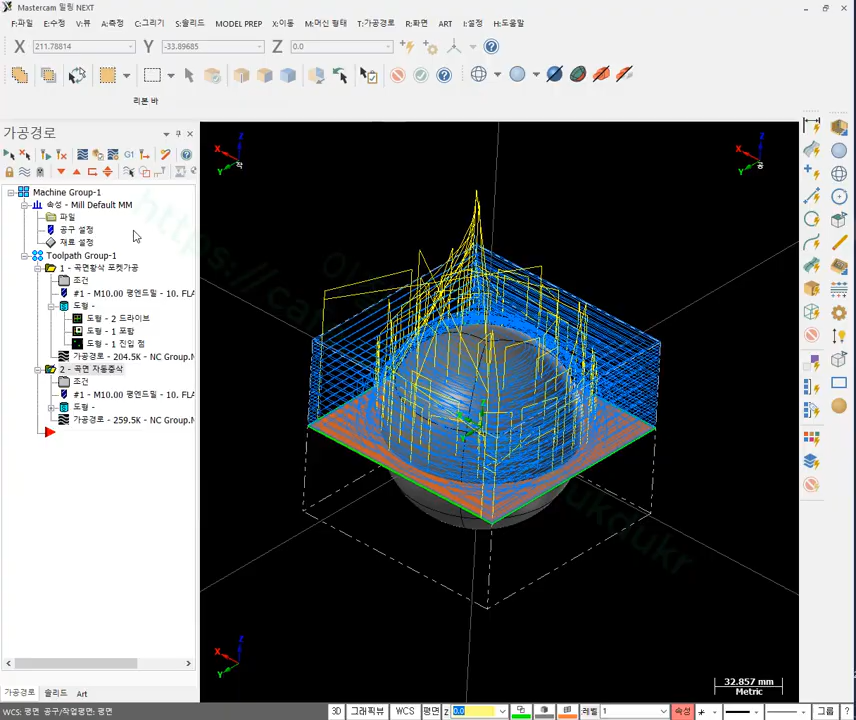 Mastercam 밀링 NEXT
F:파일 E:수정 V:뷰 A:측정 C:그리기 S:솔리드 MODEL PREP X:이동 M:머신 형태 T:가공경로 R:화면 ART I:설정 H:도움말
X 211.78814 Y -33.89685 Z 0.0
리본 바
가공경로
G1
Machine Group-1
속성 - Mill Default MM
파일
공구 설정
재료 설정
Toolpath Group-1
1 - 곡면황삭 포켓가공
조건
#1 - M10.00 평엔드밀 - 10. FLA
도형 -
도형 - 2 드라이브
도형 - 1 포함
도형 - 1 진입 점
가공경로 - 204.5K - NC Group.N
2 - 곡면 자동중삭
조건
#1 - M10.00 평엔드밀 - 10. FLA
도형 -
가공경로 - 259.5K - NC Group.N
X Z Y
X Z Y
X Z Y
32.857 mm
Metric
가공경로 솔리드 Art
WCS: 평면 공구/작업평면: 평면
3D 그래픽뷰 WCS 평면 Z 0.0 레벨 1 속성 그룹 ?